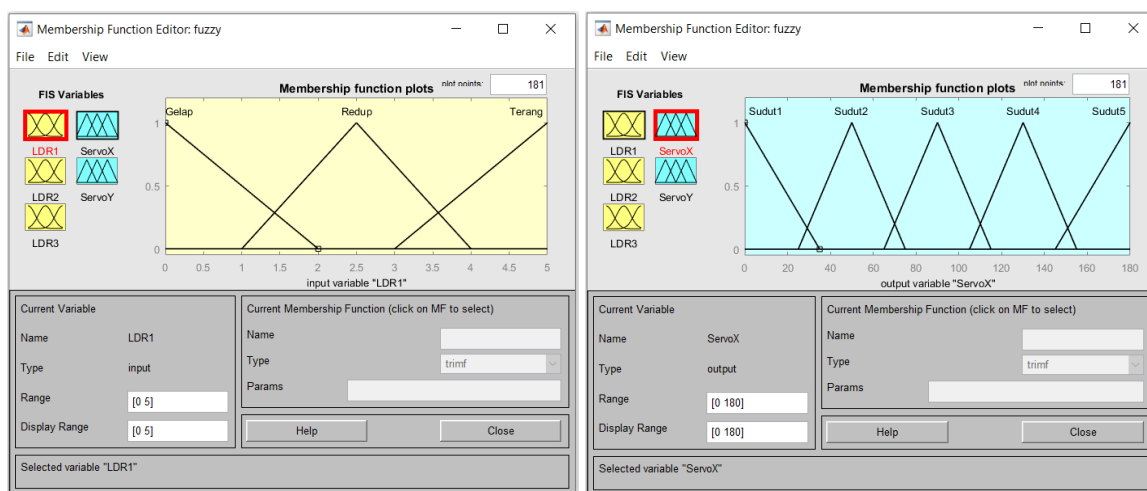 Membership Function Editor: fuzzy
File Edit View
FIS Variables
Membership function plots
plot points:
181
LDR1
ServoX
LDR2
ServoY
LDR3
Gelap
Redup
Terang
1
0.5
0
0 0.5 1 1.5 2 2.5 3 3.5 4 4.5 5
input variable "LDR1"
Current Variable
Name LDR1
Type input
Range [0 5]
Display Range [0 5]
Current Membership Function (click on MF to select)
Name
Type trimf
Params
Help Close
Selected variable "LDR1"
Membership Function Editor: fuzzy
File Edit View
FIS Variables
Membership function plots
plot points:
181
LDR1
ServoX
LDR2
ServoY
LDR3
Sudut1 Sudut2 Sudut3 Sudut4 Sudut5
1
0.5
0
0 20 40 60 80 100 120 140 160 180
output variable "ServoX"
Current Variable
Name ServoX
Type output
Range [0 180]
Display Range [0 180]
Current Membership Function (click on MF to select)
Name
Type trimf
Params
Help Close
Selected variable "ServoX"